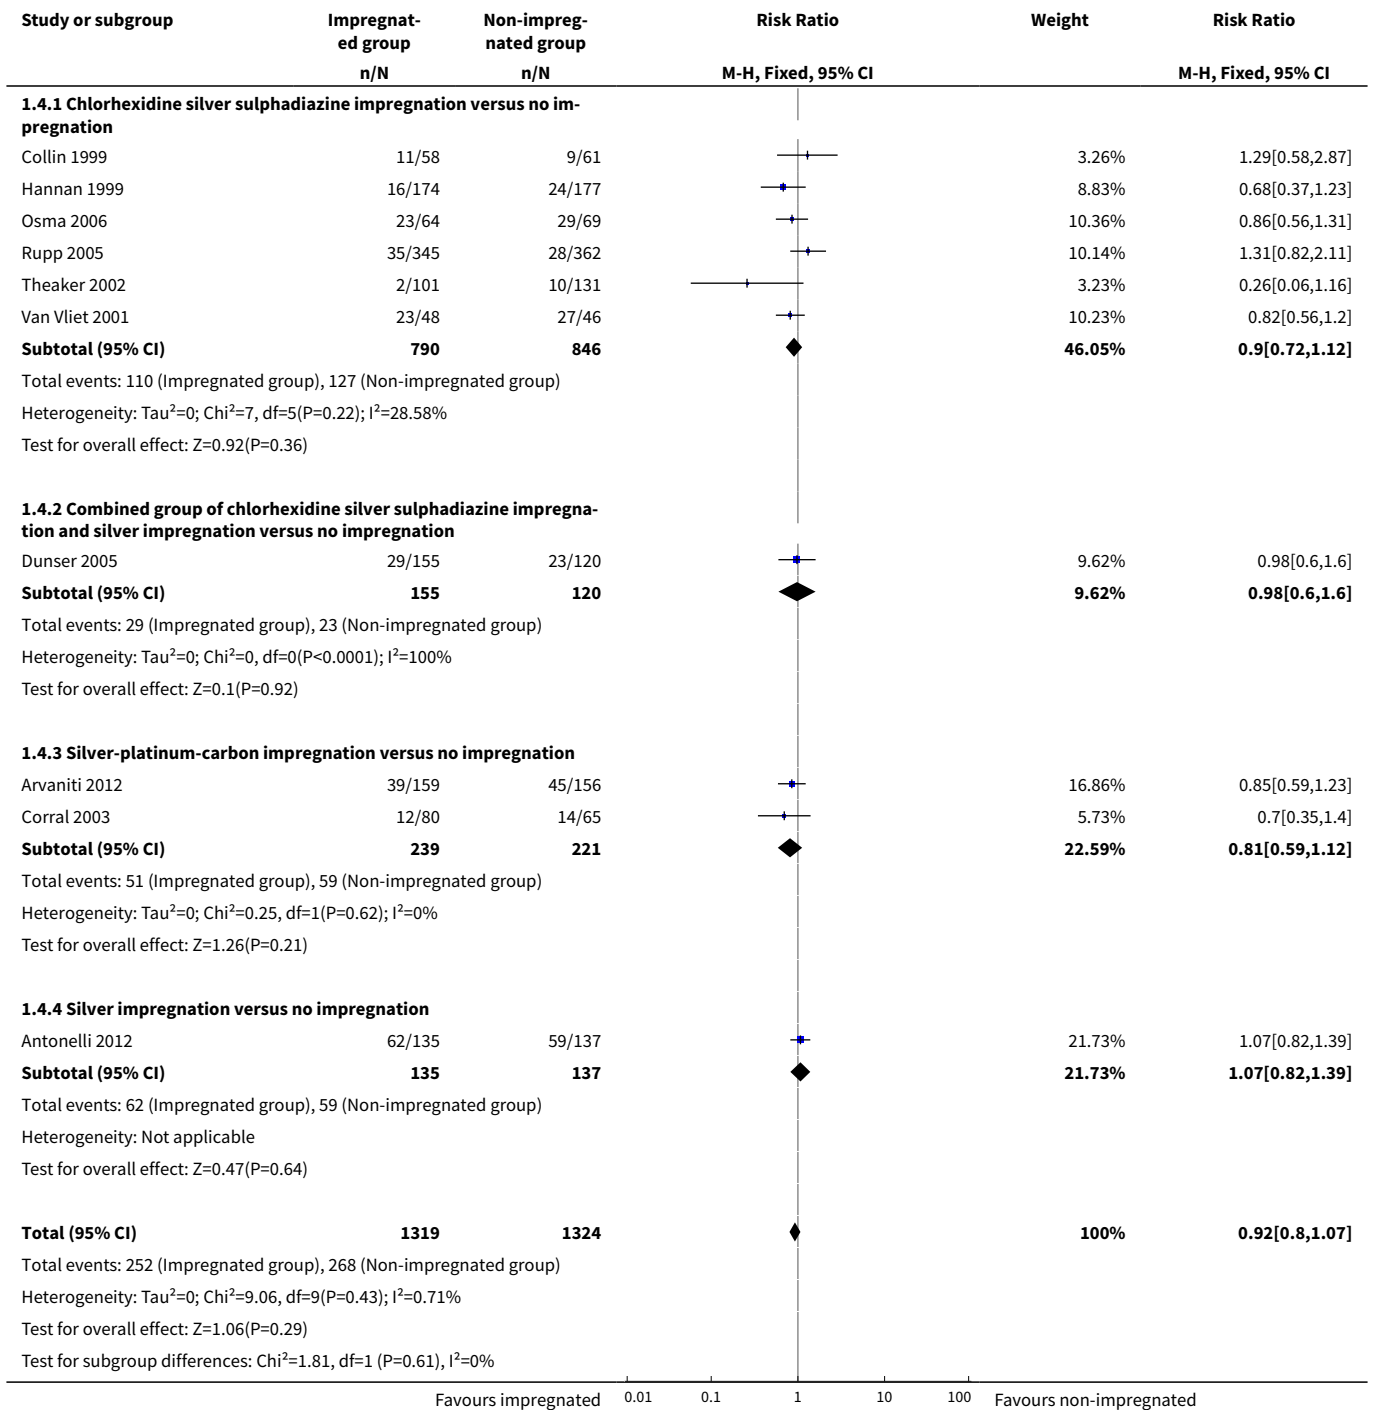 Study or subgroup Impregnat- Non-impreg- Risk Ratio Weight Risk Ratio
ed group nated group
n/N n/N M-H, Fixed, 95% CI M-H, Fixed, 95% CI
1.4.1 Chlorhexidine silver sulphadiazine impregnation versus no im-
pregnation
Collin 1999 11/58 9/61 3.26% 1.29[0.58,2.87]
Hannan 1999 16/174 24/177 8.83% 0.68[0.37,1.23]
Osma 2006 23/64 29/69 10.36% 0.86[0.56,1.31]
Rupp 2005 35/345 28/362 10.14% 1.31[0.82,2.11]
Theaker 2002 2/101 10/131 3.23% 0.26[0.06,1.16]
Van Vliet 2001 23/48 27/46 10.23% 0.82[0.56,1.2]
Subtotal (95% CI) 790 846 46.05% 0.9[0.72,1.12]
Total events: 110 (Impregnated group), 127 (Non-impregnated group)
Heterogeneity: Tau²=0; Chi²=7, df=5(P=0.22); I²=28.58%
Test for overall effect: Z=0.92(P=0.36)
1.4.2 Combined group of chlorhexidine silver sulphadiazine impregna-
tion and silver impregnation versus no impregnation
Dunser 2005 29/155 23/120 9.62% 0.98[0.6,1.6]
Subtotal (95% CI) 155 120 9.62% 0.98[0.6,1.6]
Total events: 29 (Impregnated group), 23 (Non-impregnated group)
Heterogeneity: Tau²=0; Chi²=0, df=0(P<0.0001); I²=100%
Test for overall effect: Z=0.1(P=0.92)
1.4.3 Silver-platinum-carbon impregnation versus no impregnation
Arvaniti 2012 39/159 45/156 16.86% 0.85[0.59,1.23]
Corral 2003 12/80 14/65 5.73% 0.7[0.35,1.4]
Subtotal (95% CI) 239 221 22.59% 0.81[0.59,1.12]
Total events: 51 (Impregnated group), 59 (Non-impregnated group)
Heterogeneity: Tau²=0; Chi²=0.25, df=1(P=0.62); I²=0%
Test for overall effect: Z=1.26(P=0.21)
1.4.4 Silver impregnation versus no impregnation
Antonelli 2012 62/135 59/137 21.73% 1.07[0.82,1.39]
Subtotal (95% CI) 135 137 21.73% 1.07[0.82,1.39]
Total events: 62 (Impregnated group), 59 (Non-impregnated group)
Heterogeneity: Not applicable
Test for overall effect: Z=0.47(P=0.64)
Total (95% CI) 1319 1324 100% 0.92[0.8,1.07]
Total events: 252 (Impregnated group), 268 (Non-impregnated group)
Heterogeneity: Tau²=0; Chi²=9.06, df=9(P=0.43); I²=0.71%
Test for overall effect: Z=1.06(P=0.29)
Test for subgroup differences: Chi²=1.81, df=1 (P=0.61), I²=0%
Favours impregnated 0.01 0.1 1 10 100 Favours non-impregnated